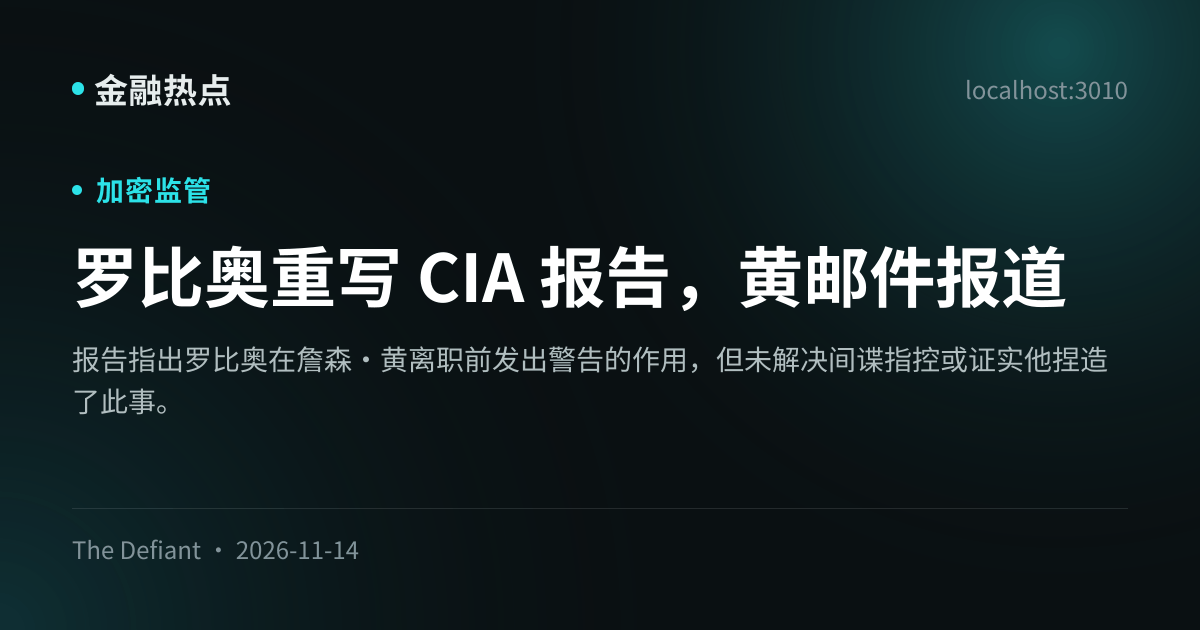 金融热点
localhost:3010
加密监管
罗比奥重写 CIA 报告，黄邮件报道
报告指出罗比奥在詹森・黄离职前发出警告的作用，但未解决间谍指控或证实他捏造
了此事。
The Defiant ・ 2026-11-14